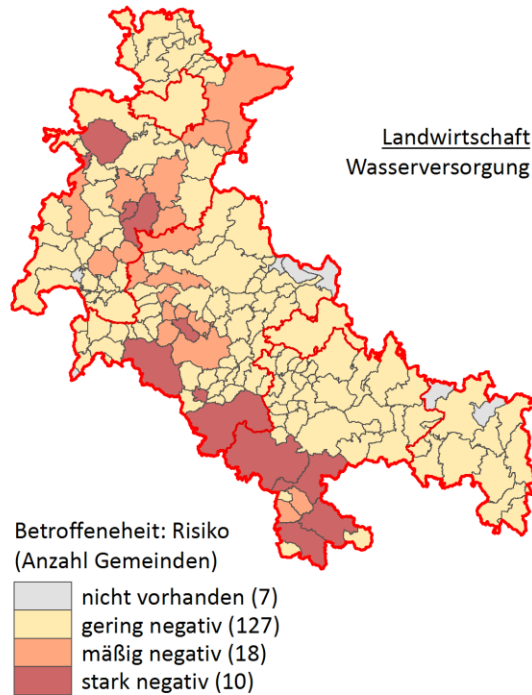 Landwirtschaft
Wasserversorgung
Betroffeneheit: Risiko
(Anzahl Gemeinden)
nicht vorhanden (7)
gering negativ (127)
mäßig negativ (18)
stark negativ (10)